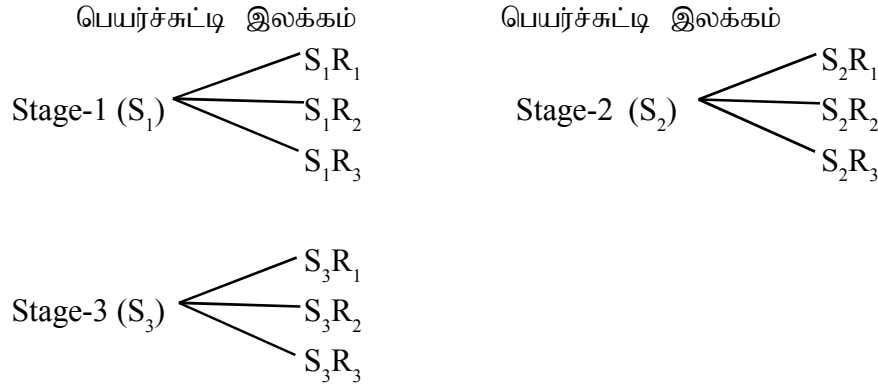 பெயர்ச்சுட்டி இலக்கம்
S₁R₁
Stage-1 (S₁)
S₁R₂
S₁R₃
பெயர்ச்சுட்டி இலக்கம்
S₂R₁
Stage-2 (S₂)
S₂R₂
S₂R₃
S₃R₁
Stage-3 (S₃)
S₃R₂
S₃R₃